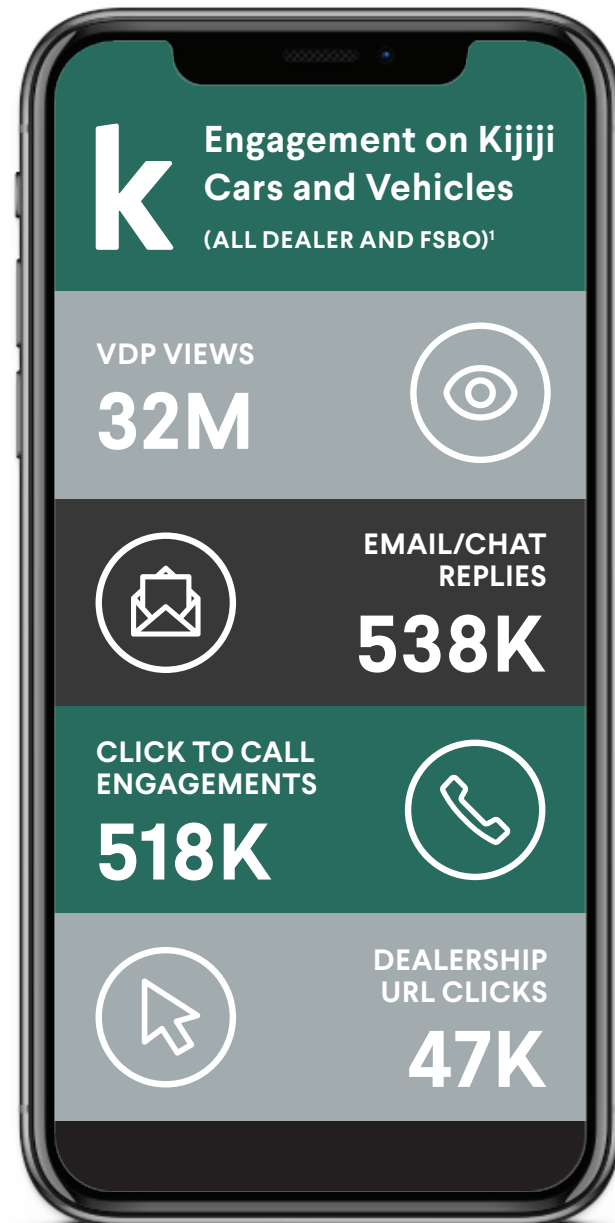 k
Engagement on Kijiji
Cars and Vehicles
(ALL DEALER AND FSBO)¹
VDP VIEWS
32M
EMAIL/CHAT
REPLIES
538K
CLICK TO CALL
ENGAGEMENTS
518K
DEALERSHIP
URL CLICKS
47K